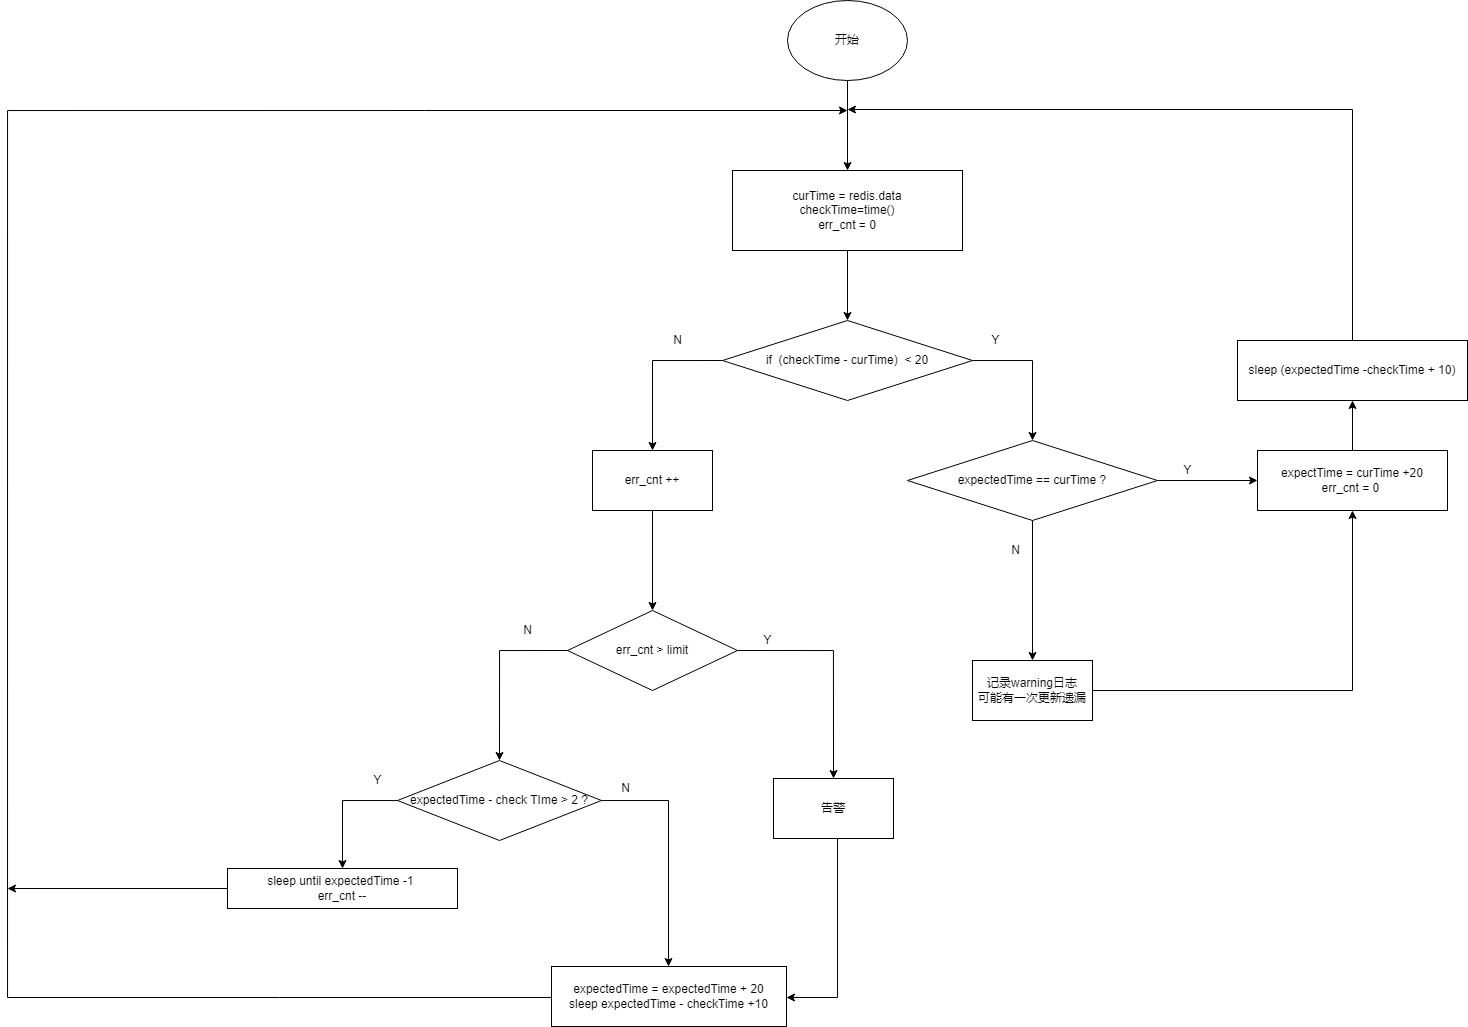 开始
curTime = redis.data
checkTime=time()
err_cnt = 0
N
if（checkTime - curTime）< 20
Y
sleep (expectedTime -checkTime + 10)
err_cnt ++
expectedTime == curTime ?
Y
expectTime = curTime +20
err_cnt = 0
N
N
err_cnt > limit
Y
记录warning日志
可能有一次更新遗漏
Y
expectedTime - check TIme > 2 ?
N
告警
sleep until expectedTime -1
err_cnt --
expectedTime = expectedTime + 20
sleep expectedTime - checkTime +10